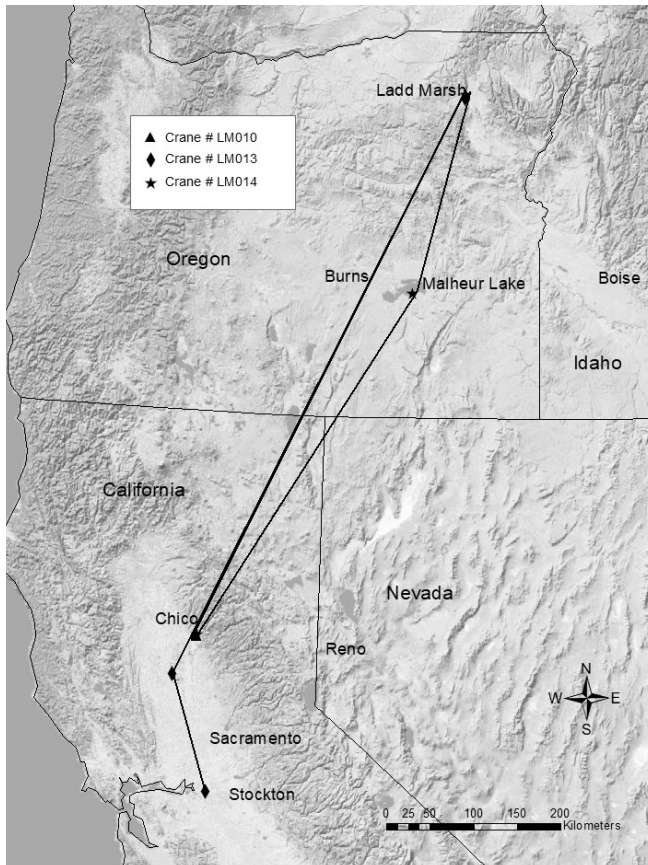 Ladd Marsh
Crane # LM010
Crane # LM013
Crane # LM014
Oregon
Burns
Malheur Lake
Boise
Idaho
California
Chico
Nevada
Reno
N
W E
S
Sacramento
Stockton
0 25 50 100 150 200
Kilometers